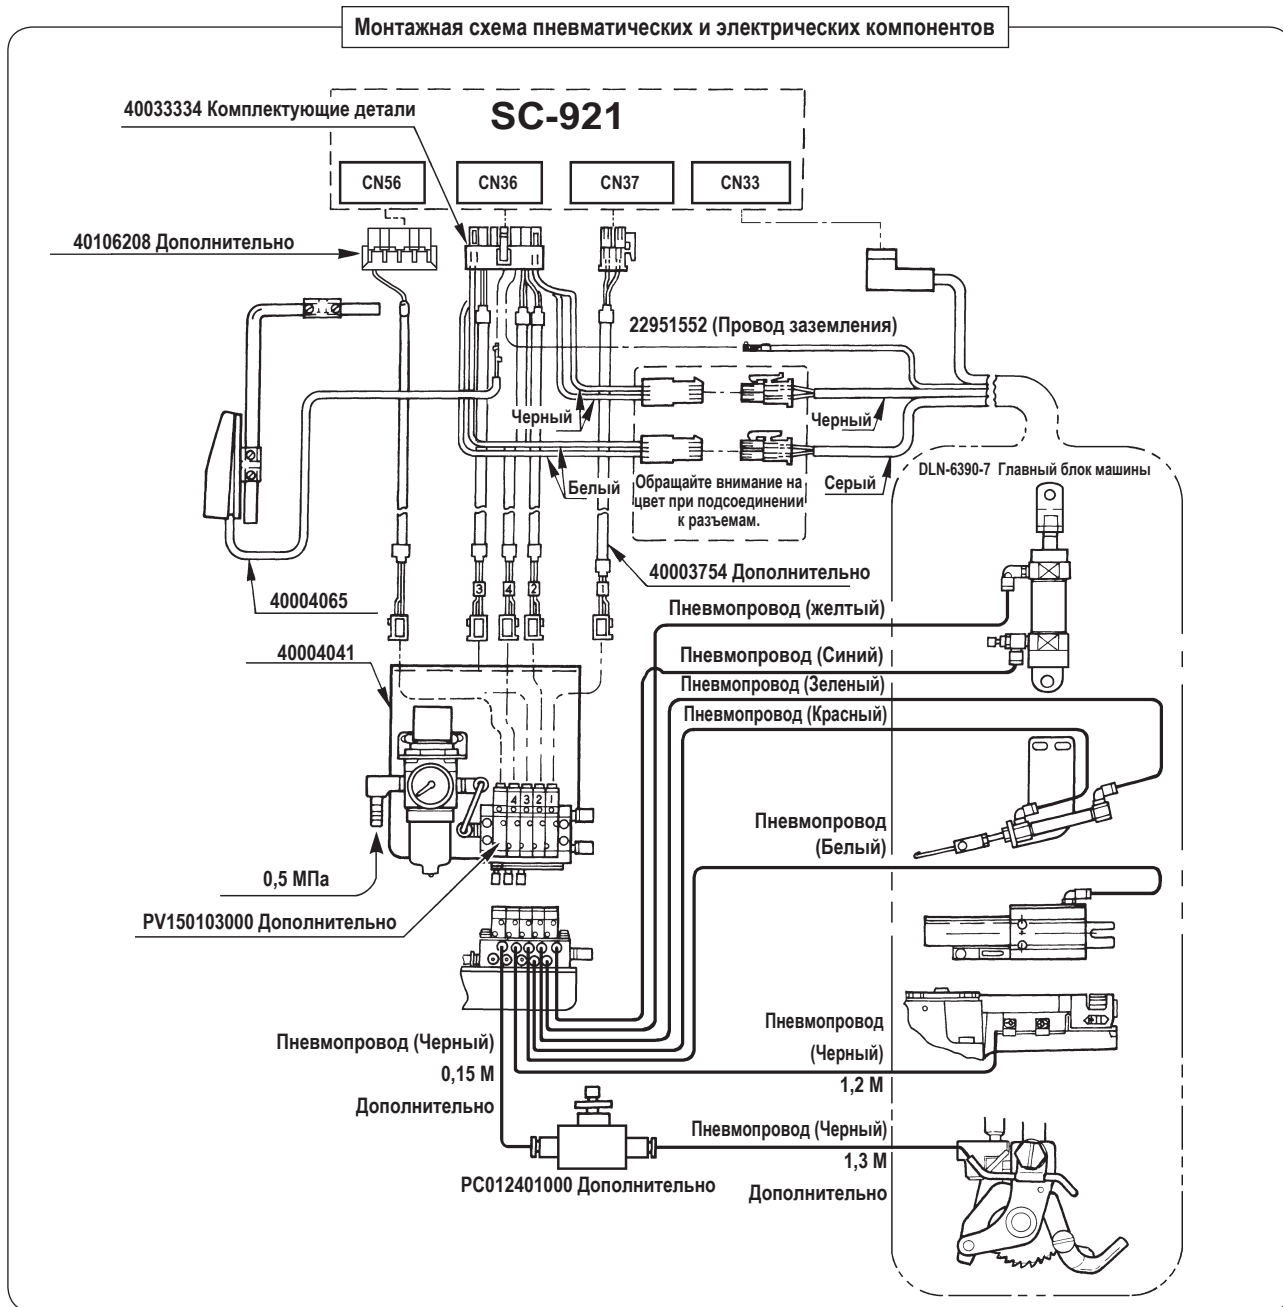 Монтажная схема пневматических и электрических компонентов
40033334 Комплектующие детали
SC-921
CN56
CN36
CN37
CN33
40106208 Дополнительно
22951552 (Провод заземления)
Черный
Черный
Белый
Обращайте внимание на
цвет при подсоединении
к разъемам.
Серый
DLN-6390-7 Главный блок машины
40003754 Дополнительно
3
4
2
1
40004065
Пневмопровод (желтый)
40004041
Пневмопровод (Синий)
Пневмопровод (Зеленый)
Пневмопровод (Красный)
4
3
2
1
Пневмопровод
(Белый)
0,5 МПа
PV150103000 Дополнительно
Пневмопровод (Черный)
0,15 М
Дополнительно
Пневмопровод
(Черный)
1,2 М
Пневмопровод (Черный)
1,3 М
Дополнительно
PC012401000 Дополнительно